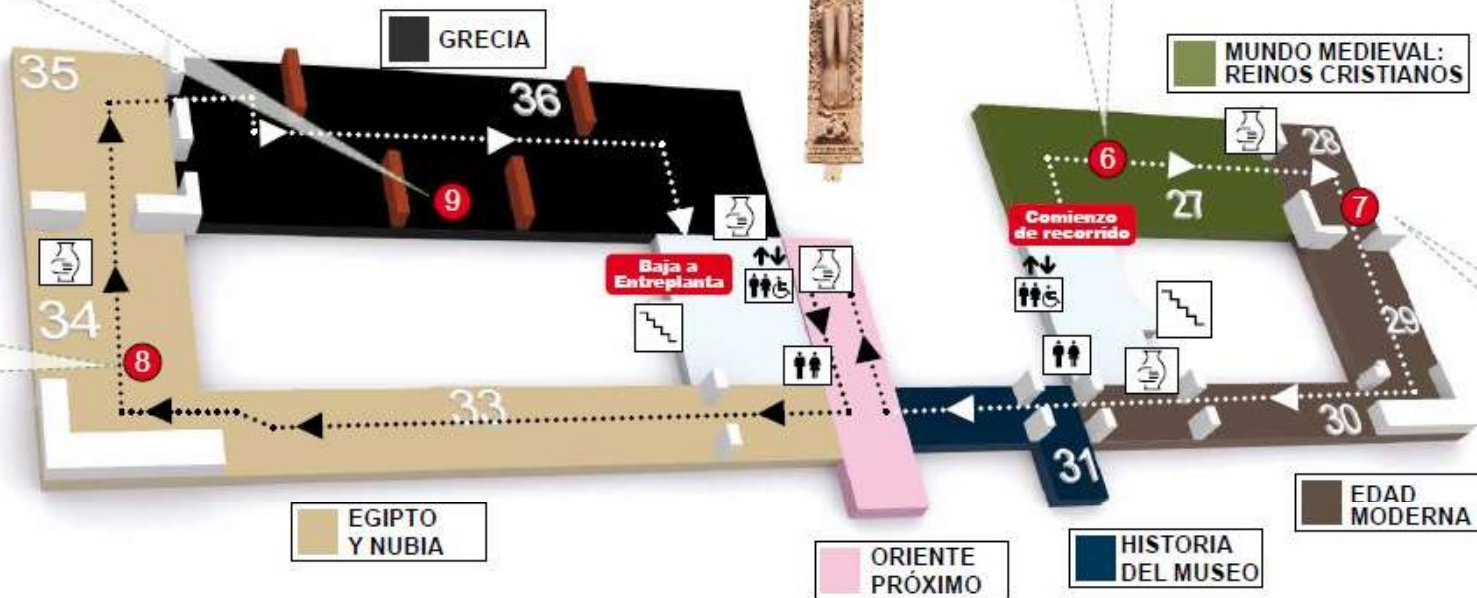 GRECIA
MUNDO MEDIEVAL:
REINOS CRISTIANOS
35
36
28
6
27
7
9
Comienzo
de recorrido
Baja a
Entreplanta
34
29
8
33
30
31
EGIPTO
Y NUBIA
EDAD
MODERNA
ORIENTE
PRÓXIMO
HISTORIA
DEL MUSEO